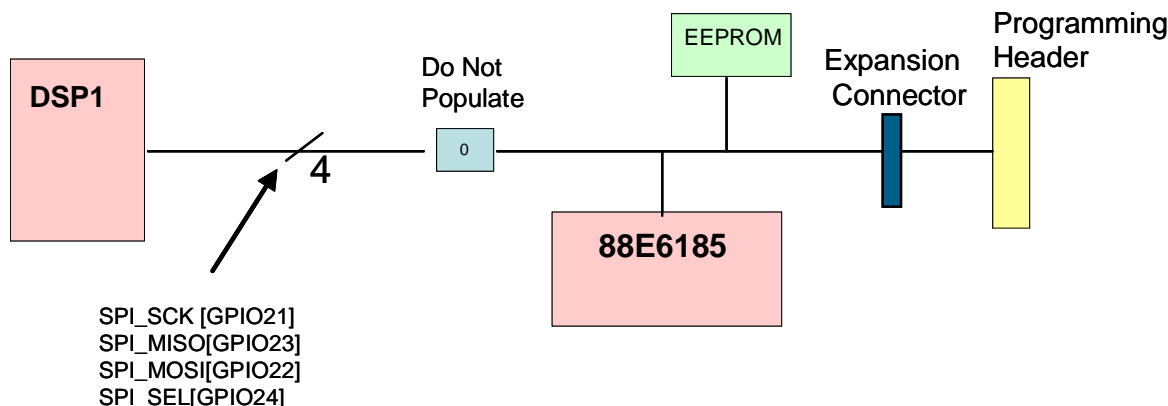 DSP1
Do Not
Populate
0
4
EEPROM
88E6185
Expansion
Connector
Programming
Header
SPI_SCK [GPIO21]
SPI_MISO[GPIO23]
SPI_MOSI[GPIO22]
SPI_SEL[GPIO24]